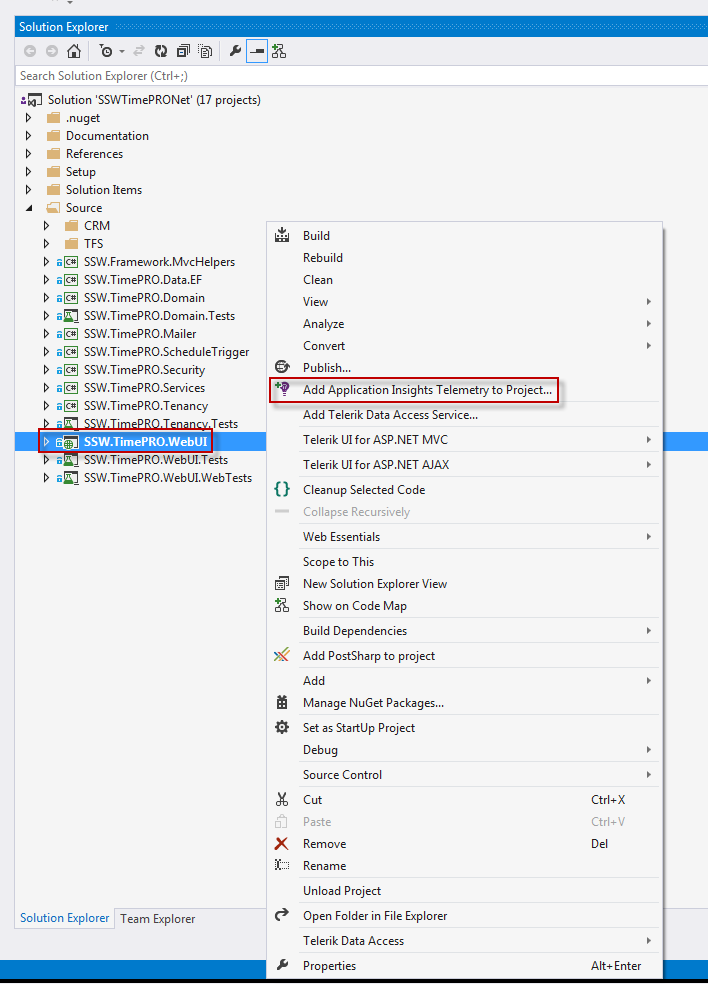 Solution Explorer
Search Solution Explorer (Ctrl+;)
Solution 'SSWTimePRONet' (17 projects)
.nuget
Documentation
References
Setup
Solution Items
Source
CRM
TFS
SSW.Framework.MvcHelpers
SSW.TimePRO.Data.EF
SSW.TimePRO.Domain
SSW.TimePRO.Domain.Tests
SSW.TimePRO.Mailer
SSW.TimePRO.ScheduleTrigger
SSW.TimePRO.Security
SSW.TimePRO.Services
SSW.TimePRO.Tenancy
SSW.TimePRO.Tenancy.Tests
SSW.TimePRO.WebUI
SSW.TimePRO.WebUI.Tests
SSW.TimePRO.WebUI.WebTests
Build
Rebuild
Clean
View
Analyze
Convert
Publish...
Add Application Insights Telemetry to Project...
Add Telerik Data Access Service...
Telerik UI for ASP.NET MVC
Telerik UI for ASP.NET AJAX
Cleanup Selected Code
Collapse Recursively
Web Essentials
Scope to This
New Solution Explorer View
Show on Code Map
Build Dependencies
Add PostSharp to project
Add
Manage NuGet Packages...
Set as StartUp Project
Debug
Source Control
Cut Ctrl+X
Paste Ctrl+V
Remove Del
Rename
Unload Project
Open Folder in File Explorer
Telerik Data Access
Properties Alt+Enter
Solution Explorer Team Explorer